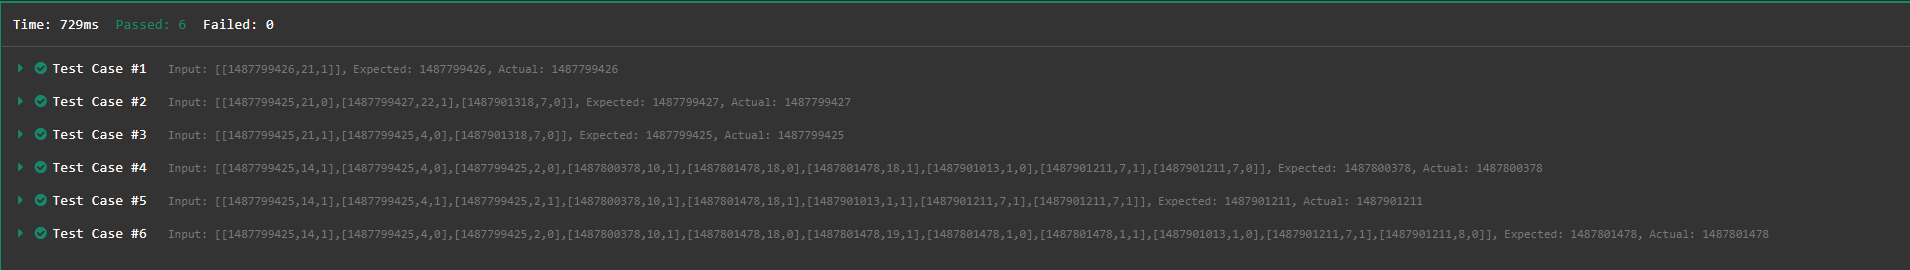 Time: 729ms Passed: 6 Failed: 0
Test Case #1 Input: [[1487799426,21,1]], Expected: 1487799426, Actual: 1487799426
Test Case #2 Input: [[1487799425,21,0],[1487799427,22,1],[1487901318,7,0]], Expected: 1487799427, Actual: 1487799427
Test Case #3 Input: [[1487799425,21,1],[1487799425,4,0],[1487901318,7,0]], Expected: 1487799425, Actual: 1487799425
Test Case #4 Input: [[1487799425,14,1],[1487799425,4,0],[1487799425,2,0],[1487800378,10,1],[1487801478,18,0],[1487801478,18,1],[1487901013,1,0],[1487901211,7,1],[1487901211,7,0]], Expected: 1487800378, Actual: 1487800378
Test Case #5 Input: [[1487799425,14,1],[1487799425,4,1],[1487799425,2,1],[1487800378,10,1],[1487801478,18,1],[1487901013,1,1],[1487901211,7,1],[1487901211,7,1]], Expected: 1487901211, Actual: 1487901211
Test Case #6 Input: [[1487799425,14,1],[1487799425,4,0],[1487799425,2,0],[1487800378,10,1],[1487801478,18,0],[1487801478,19,1],[1487801478,1,0],[1487801478,1,1],[1487901013,1,0],[1487901211,7,1],[1487901211,8,0]], Expected: 1487801478, Actual: 1487801478